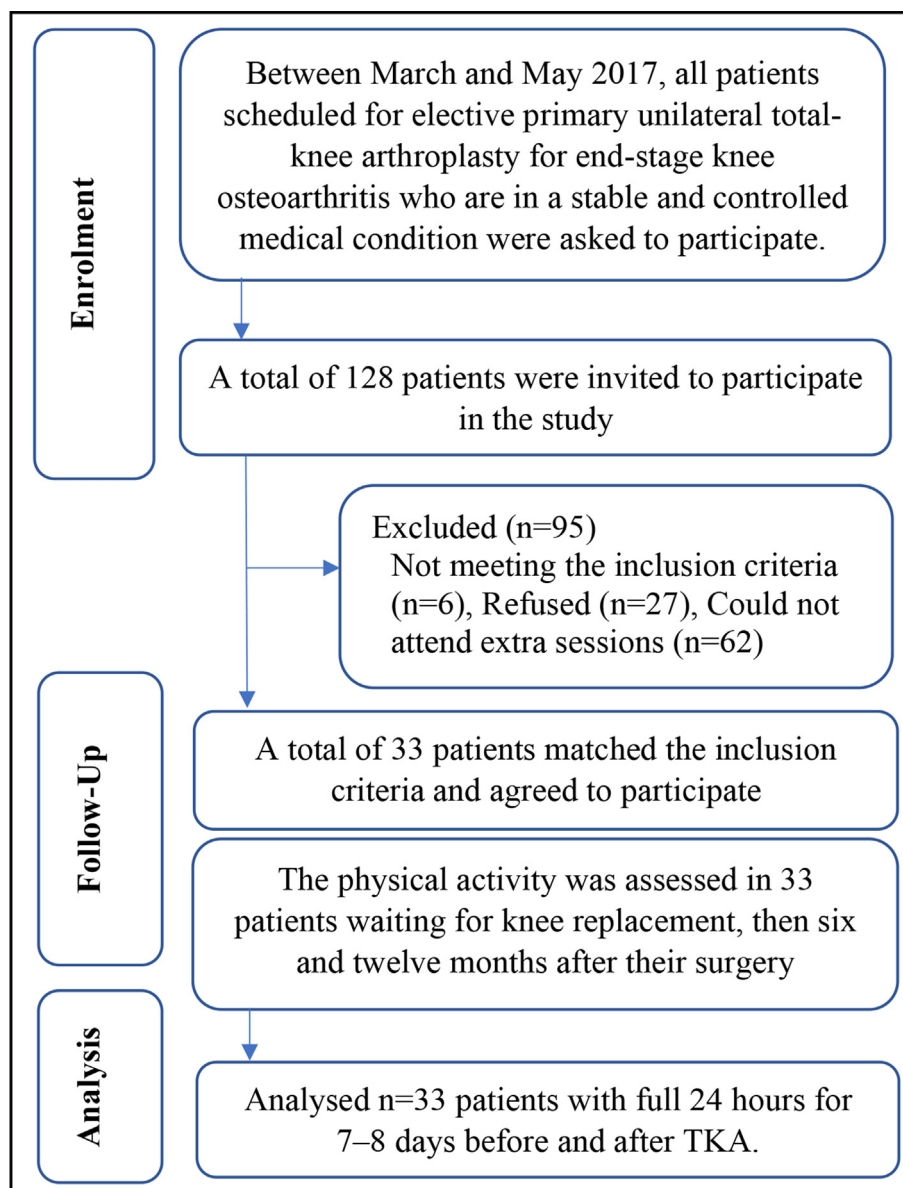 Enrolment
Between March and May 2017, all patients
scheduled for elective primary unilateral total-
knee arthroplasty for end-stage knee
osteoarthritis who are in a stable and controlled
medical condition were asked to participate.
A total of 128 patients were invited to participate
in the study
Excluded (n=95)
Not meeting the inclusion criteria
(n=6), Refused (n=27), Could not
attend extra sessions (n=62)
Follow-Up
A total of 33 patients matched the inclusion
criteria and agreed to participate
The physical activity was assessed in 33
patients waiting for knee replacement, then six
and twelve months after their surgery
Analysis
Analysed n=33 patients with full 24 hours for
7–8 days before and after TKA.